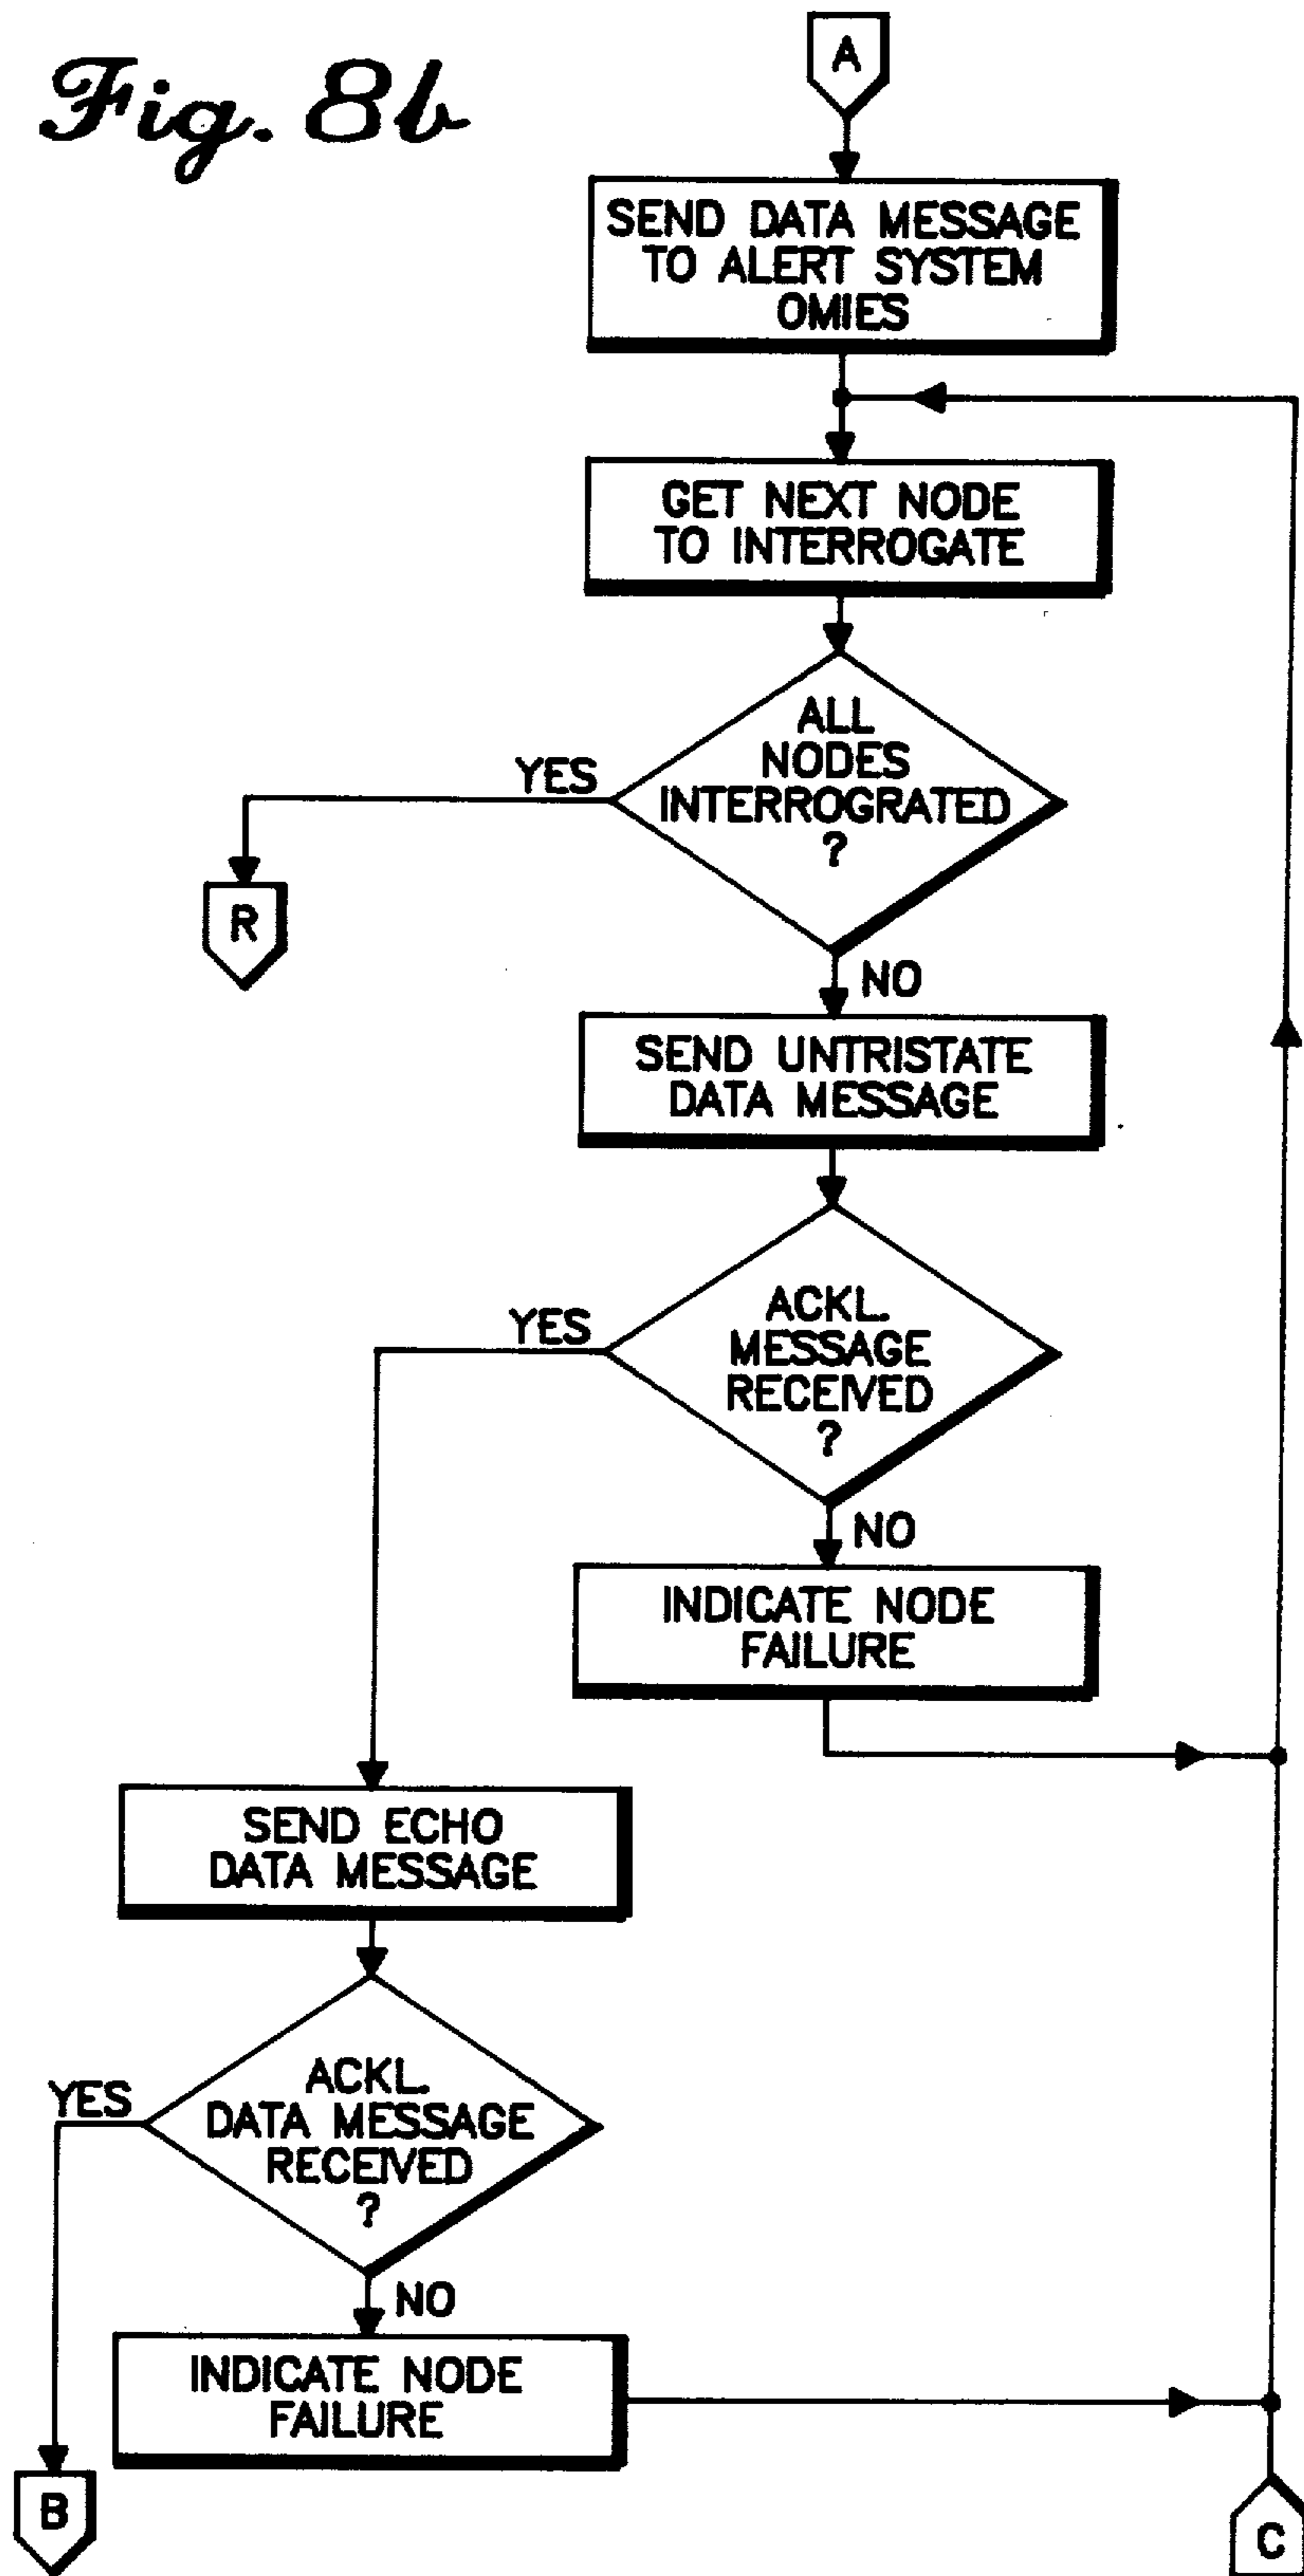 Fig. 8b
A
SEND DATA MESSAGE
TO ALERT SYSTEM
OMIES
GET NEXT NODE
TO INTERROGATE
ALL
NODES
INTERROGRATED
?
YES
R
NO
SEND UNTRISTATE
DATA MESSAGE
ACKL.
MESSAGE
RECEIVED
?
YES
NO
INDICATE NODE
FAILURE
SEND ECHO
DATA MESSAGE
ACKL.
DATA MESSAGE
RECEIVED
?
YES
NO
INDICATE NODE
FAILURE
B
C